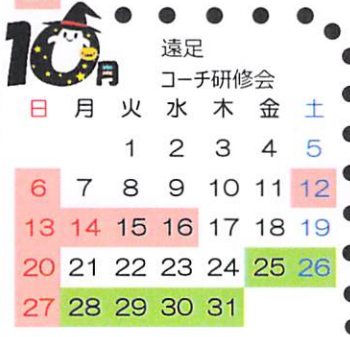 10月
遠足
コーチ研修会
日 月 火 水 木 金 土
1 2 3 4 5
6 7 8 9 10 11 12
13 14 15 16 17 18 19
20 21 22 23 24 25 26
27 28 29 30 31